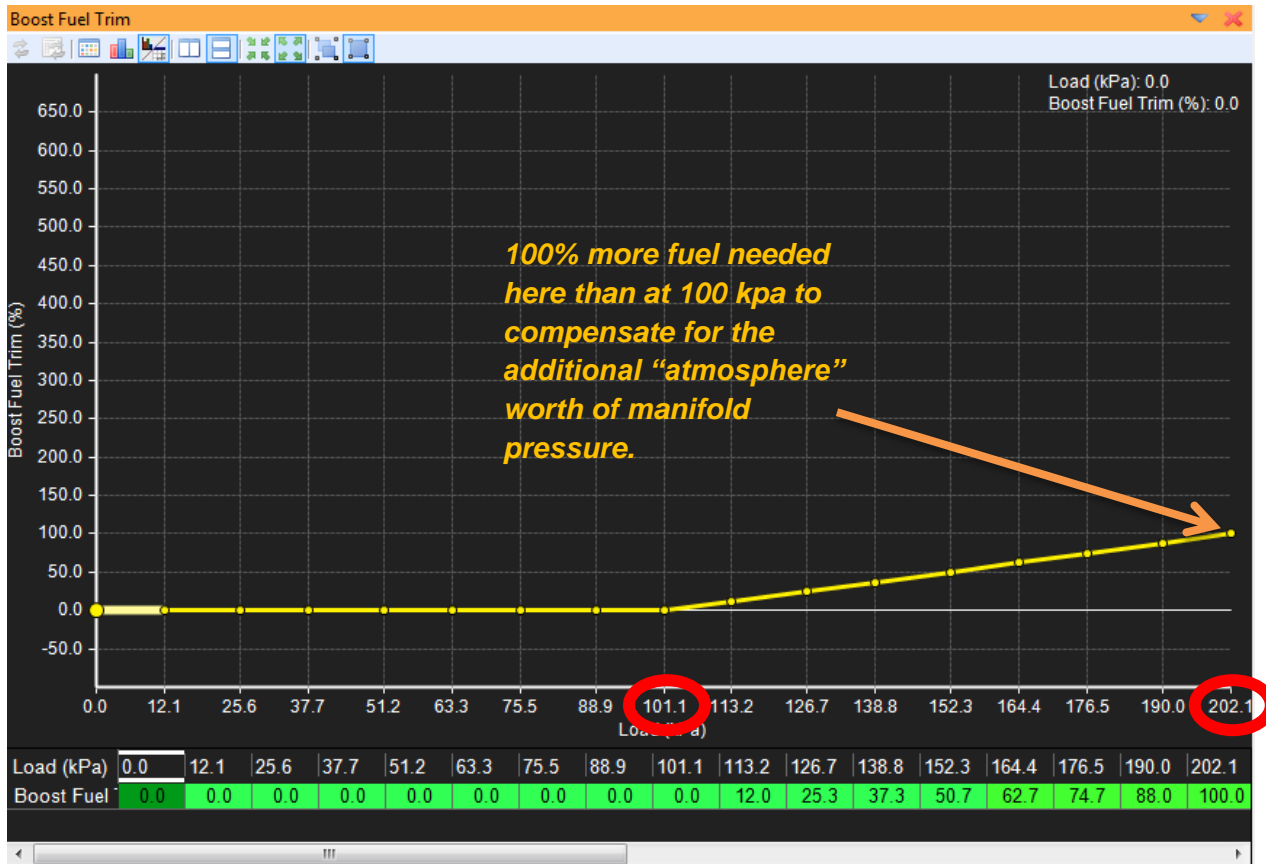 Boost Fuel Trim
Load (kPa): 0.0
Boost Fuel Trim (%): 0.0
650.0
600.0
550.0
500.0
450.0
400.0
350.0
300.0
250.0
200.0
150.0
100.0
50.0
0.0
-50.0
Boost Fuel Trim (%)
100% more fuel needed
here than at 100 kpa to
compensate for the
additional “atmosphere”
worth of manifold
pressure.
0.0 12.1 25.6 37.7 51.2 63.3 75.5 88.9 101.1 113.2 126.7 138.8 152.3 164.4 176.5 190.0 202.1
Load (kPa)
Load (kPa) 0.0 12.1 25.6 37.7 51.2 63.3 75.5 88.9 101.1 113.2 126.7 138.8 152.3 164.4 176.5 190.0 202.1
Boost Fuel 0.0 0.0 0.0 0.0 0.0 0.0 0.0 0.0 0.0 12.0 25.3 37.3 50.7 62.7 74.7 88.0 100.0